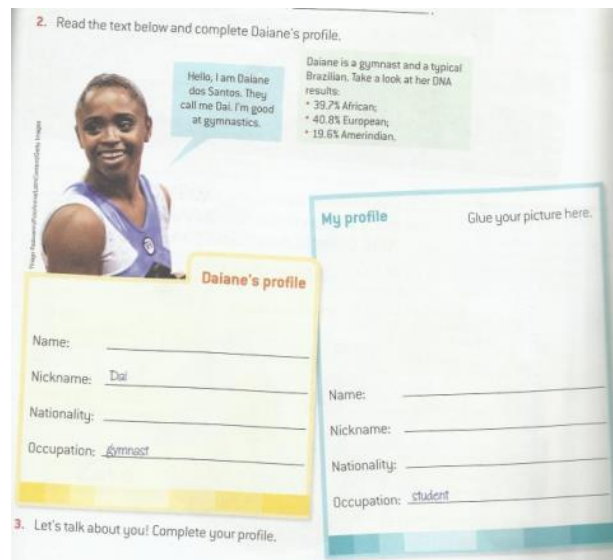 2. Read the text below and complete Daiane's profile.
Hello, I am Daiane
dos Santos. They
call me Dai. I'm good
at gymnastics.
Daiane is a gymnast and a typical
Brazilian. Take a look at her DNA
results:
• 39.7% African;
• 40.8% European;
• 19.6% Amerindian.
Daiane's profile
Name:
Nickname: Dai
Nationality:
Occupation: gymnast
My profile
Glue your picture here.
Name:
Nickname:
Nationality:
Occupation: student
3. Let's talk about you! Complete your profile.